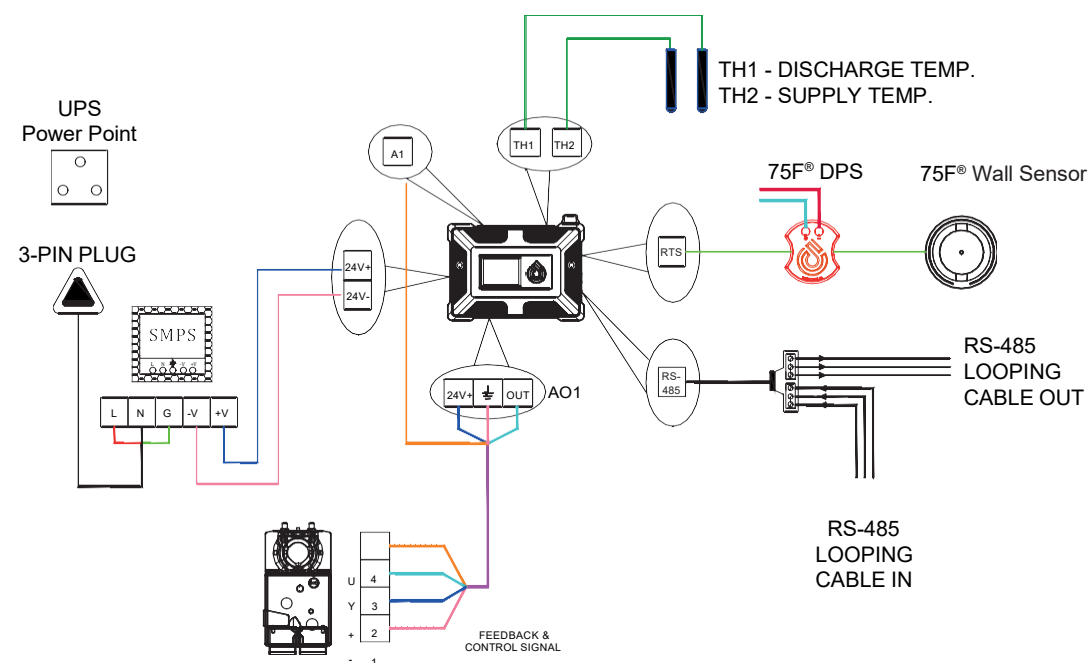 TH1 - DISCHARGE TEMP.
TH2 - SUPPLY TEMP.
UPS
Power Point
A1
TH1
TH2
75F® DPS
75F® Wall Sensor
3-PIN PLUG
24V+
24V-
RTS
SMPS
L N -V +V
L N G -V +V
24V+
OUT
AO1
RS-
485
RS-485
LOOPING
CABLE OUT
RS-485
LOOPING
CABLE IN
U 4
Y 3
+ 2
- 1
FEEDBACK &
CONTROL SIGNAL